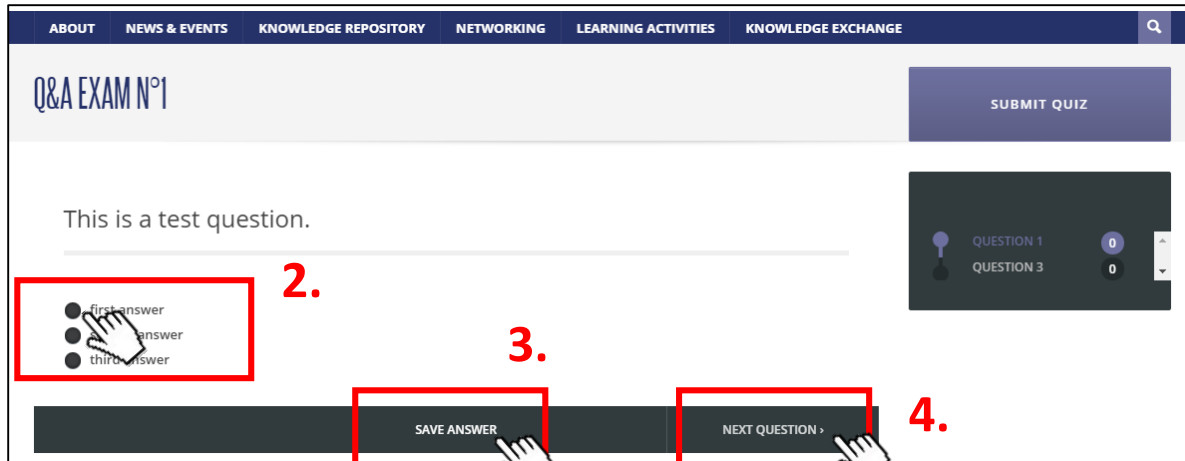 ABOUT NEWS & EVENTS KNOWLEDGE REPOSITORY NETWORKING LEARNING ACTIVITIES KNOWLEDGE EXCHANGE
Q&A EXAM N°1
SUBMIT QUIZ
This is a test question.
QUESTION 1 0
QUESTION 3 0
2.
first answer
answer
third answer
3.
SAVE ANSWER
NEXT QUESTION ›
4.